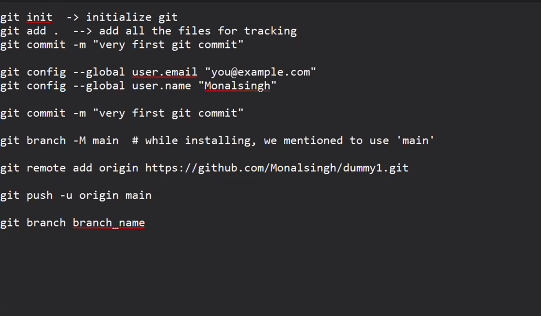 git init  -> initialize git
git add .  --> add all the files for tracking
git commit -m "very first git commit"
git config --global user.email "you@example.com"
git config --global user.name "Monalsingh"
git commit -m "very first git commit"
git branch -M main  # while installing, we mentioned to use 'main'
git remote add origin https://github.com/Monalsingh/dummy1.git
git push -u origin main
git branch branch_name